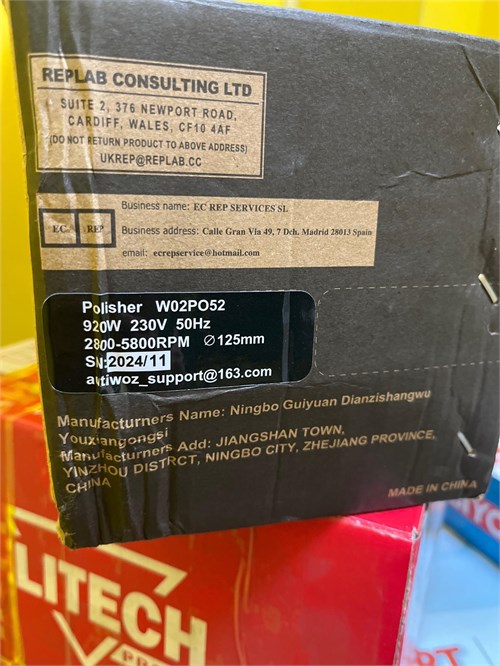 REPLAB CONSULTING LTD
SUITE 2, 376 NEWPORT ROAD,
CARDIFF, WALES, CF10 4AF
(DO NOT RETURN PRODUCT TO ABOVE ADDRESS)
UKREP@REPLAB.CC
EC REP
Business name: EC REP SERVICES SL
Business address: Calle Gran Via 49, 7 Dch. Madrid 28013 Spain
email: ecrepservice@hotmail.com
Polisher W02PO52
920W 230V 50Hz
2800-5800RPM ∅125mm
SN:2024/11
autiwoz_support@163.com
Manufacturers Name: Ningbo Guiyuan Dianzishangwu
Youxiangongsi
Manufacturers Add: JIANGSHAN TOWN,
YINZHOU DISTRCT, NINGBO CITY, ZHEJIANG PROVINCE,
CHINA
MADE IN CHINA
LITECH